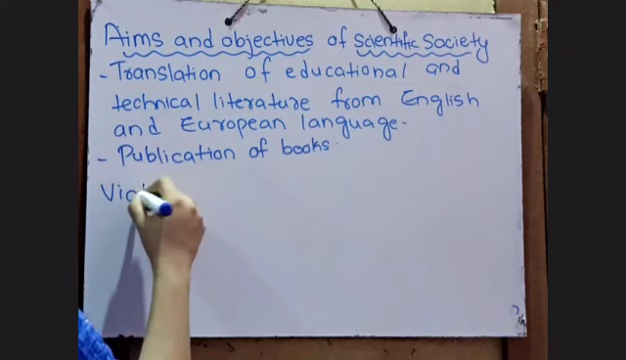 Aims and objectives of Scientific Society
- Translation of educational and
technical literature from English
and European language.
- Publication of books.